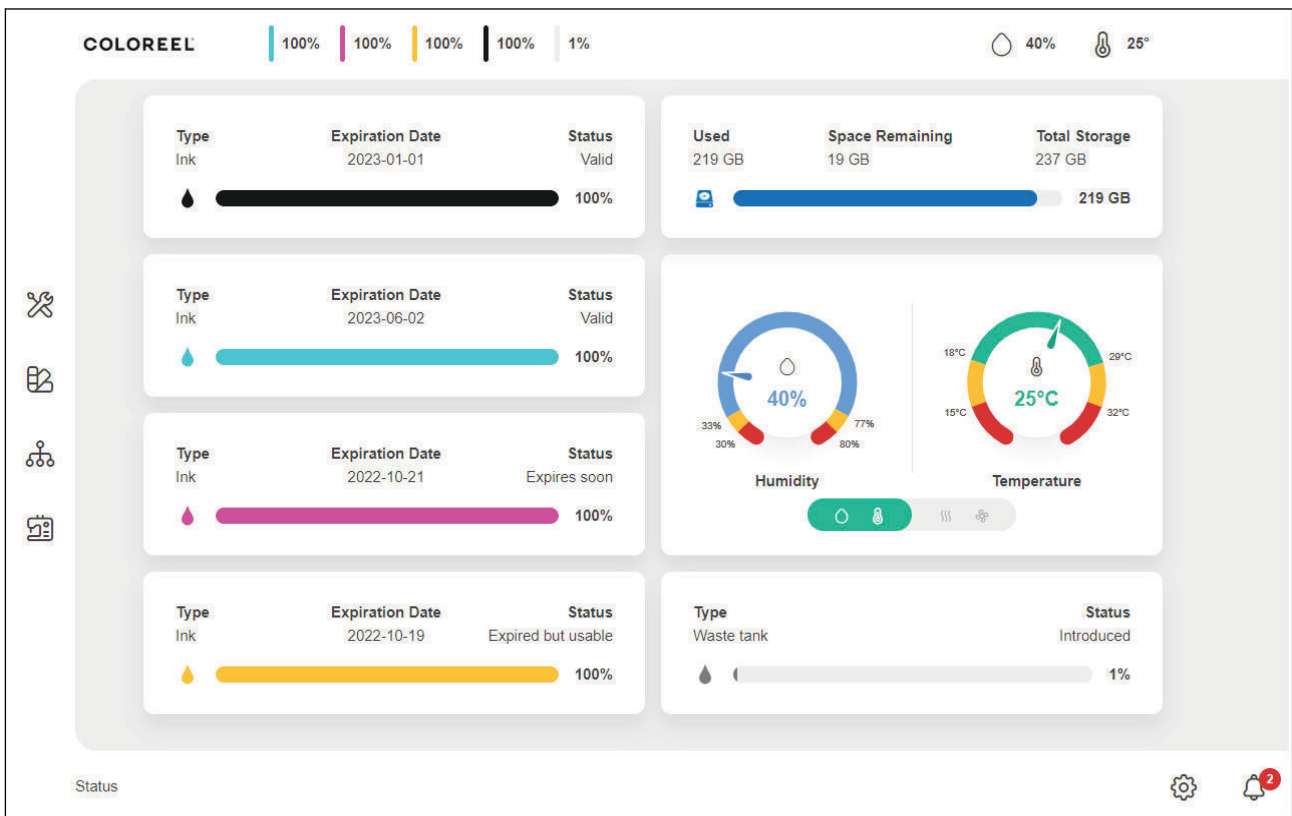 COLOREEL 100% 100% 100% 100% 1% 40% 25°
Type Expiration Date Status
Ink 2023-01-01 Valid
100%
Used Space Remaining Total Storage
219 GB 19 GB 237 GB
219 GB
Type Expiration Date Status
Ink 2023-06-02 Valid
100%
Type Expiration Date Status
Ink 2022-10-21 Expires soon
100%
40%
33% 77%
30% 80%
Humidity
18°C 29°C
25°C
15°C 32°C
Temperature
Type Expiration Date Status
Ink 2022-10-19 Expired but usable
100%
Type Status
Waste tank Introduced
1%
Status
2